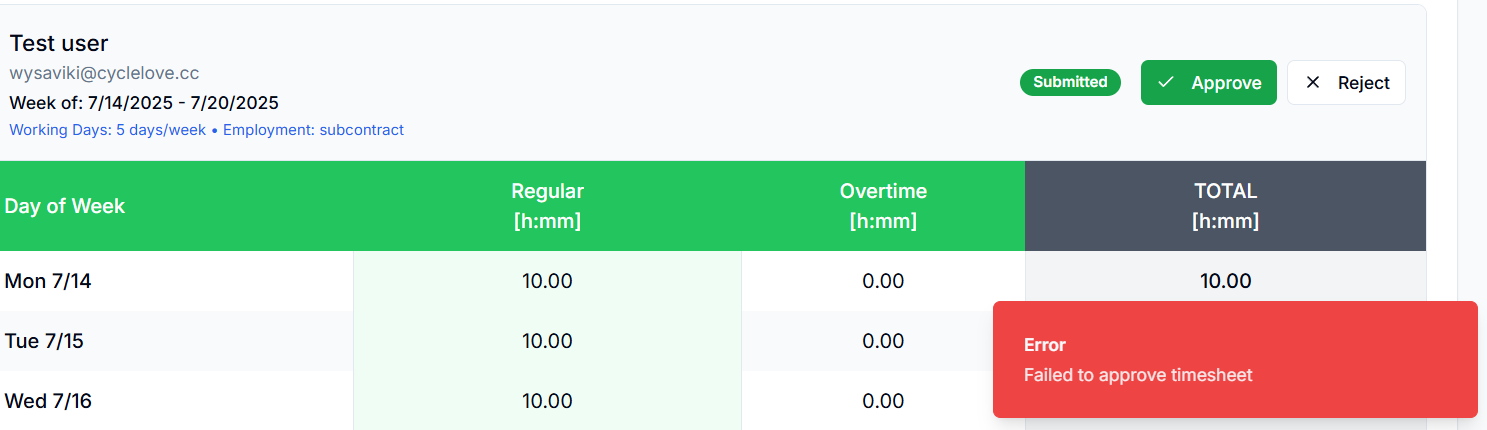 Test user
wysaviki@cyclelove.cc
Week of: 7/14/2025 - 7/20/2025
Working Days: 5 days/week • Employment: subcontract
Submitted
Approve
Reject
Day of Week
Regular
[h:mm]
Overtime
[h:mm]
TOTAL
[h:mm]
Mon 7/14 10.00 0.00 10.00
Tue 7/15 10.00 0.00
Wed 7/16 10.00 0.00
Error
Failed to approve timesheet